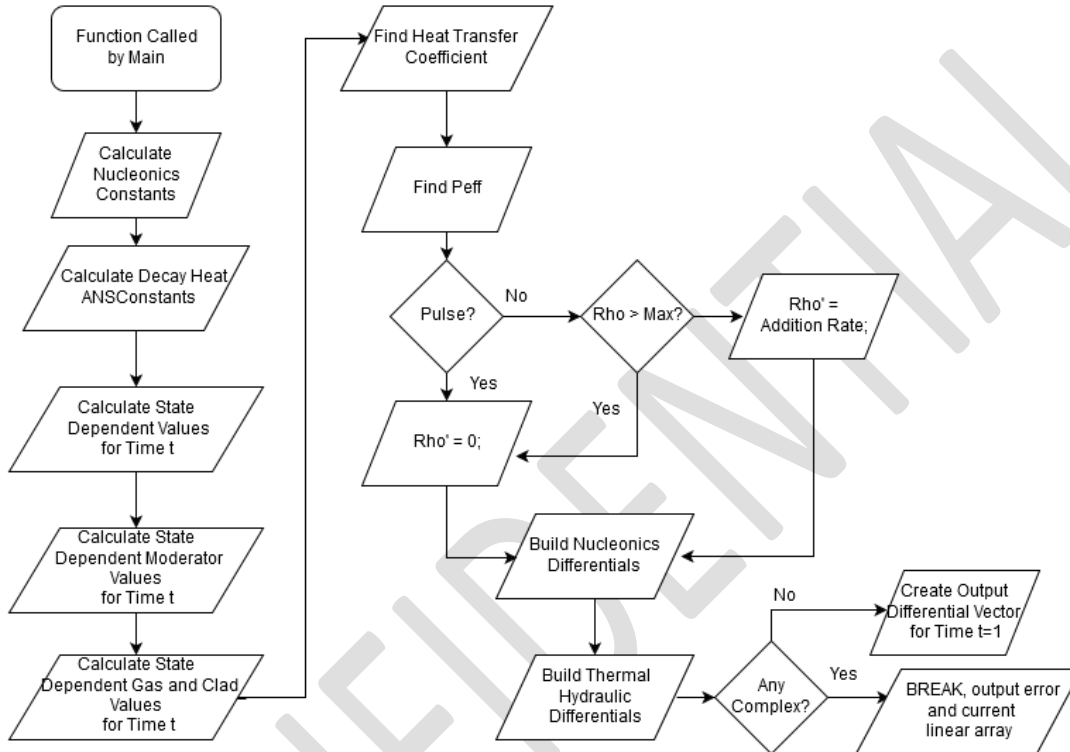 Function Called
by Main
Calculate
Nucleonics
Constants
Calculate Decay Heat
ANSConstants
Calculate State
Dependent Values
for Time t
Calculate State
Dependent Moderator
Values
for Time t
Calculate State
Dependent Gas and Clad
Values
for Time t
Find Heat Transfer
Coefficient
Find Peff
Pulse?
No
Rho > Max?
Rho' =
Addition Rate;
Yes
Yes
Rho' = 0;
Build Nucleonics
Differentials
Build Thermal
Hydraulic
Differentials
Any
Complex?
No
Create Output
Differential Vector
for Time t=1
Yes
BREAK, output error
and current
linear array